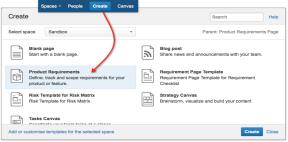 Spaces People Create Canvas
Create
Search
Help
Select space
Sandbox
Parent: Product Requirements Page
Blank page
Start with a blank page.
Blog post
Share news and announcements with your team.
Product Requirements
Define, track and scope requirements for your
product or feature.
Requirement Page Template
Requirement Page Template for Requirement
Checklist
Risk Template for Risk Matrix
Risk Template for Risk Matrix
Strategy Canvas
Brainstorm, visualize and build your content
Tasks Canvas
Add or customise templates for the selected space
Create
Close